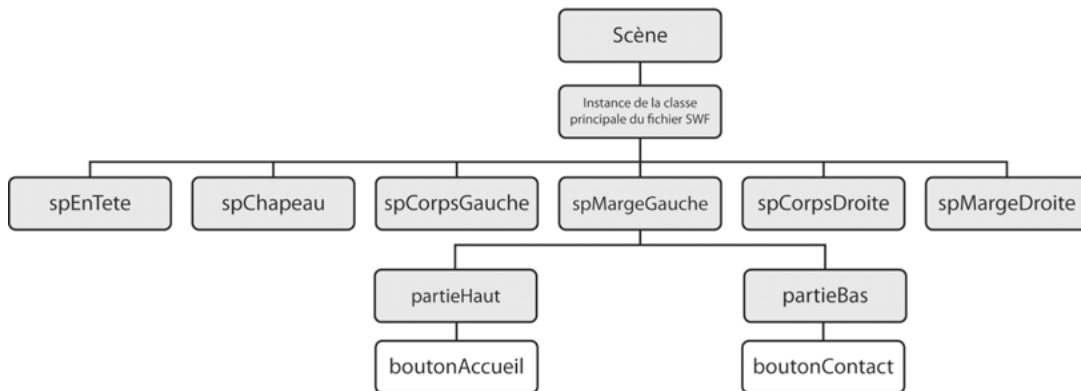 Scène
Instance de la classe
principale du fichier SWF
spEnTete
spChapeau
spCorpsGauche
spMargeGauche
spCorpsDroite
spMargeDroite
partieHaut
partieBas
boutonAccueil
boutonContact